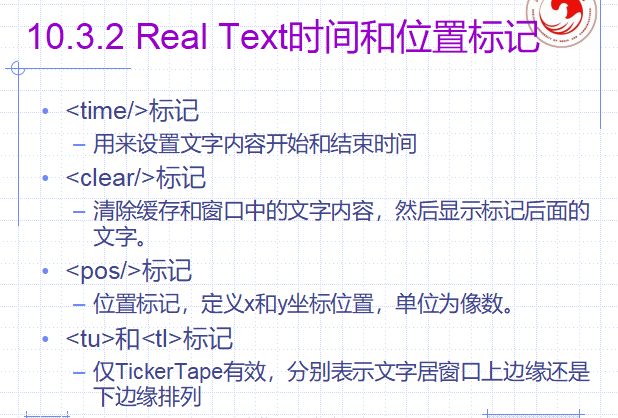 10.3.2 Real Text时间和位置标记
• <time/>标记
– 用来设置文字内容开始和结束时间
• <clear/>标记
– 清除缓存和窗口中的文字内容，然后显示标记后面的
文字。
• <pos/>标记
– 位置标记，定义x和y坐标位置，单位为像数。
• <tu>和<tl>标记
– 仅TickerTape有效，分别表示文字居窗口上边缘还是
下边缘排列